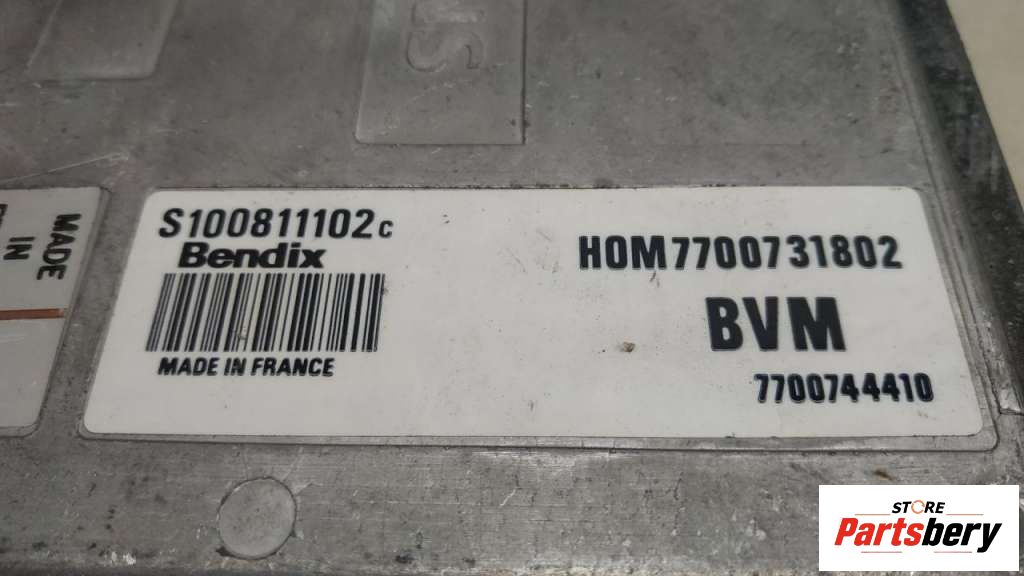 S100811102c
Bendix
MADE IN FRANCE
HOM7700731802
BVM
7700744410
MADE
IN
STORE
Partsbery